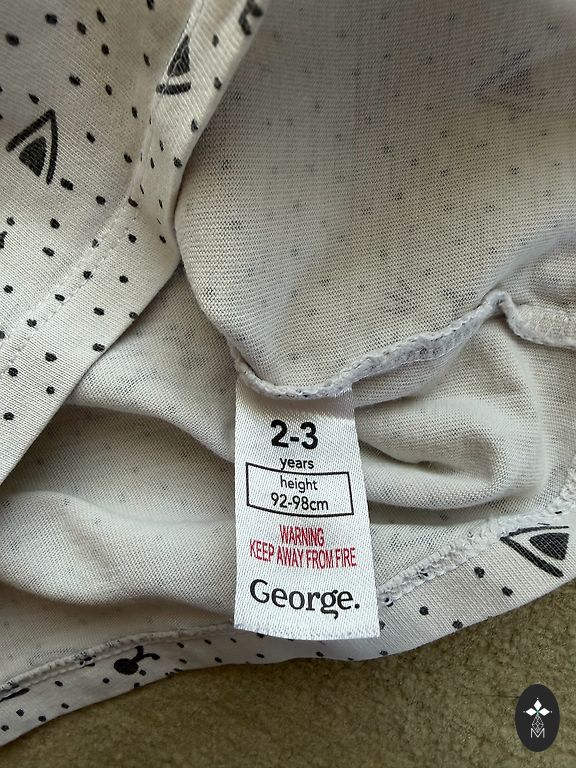 2-3
years
height
92-98cm
WARNING
KEEP AWAY FROM FIRE
George.
M